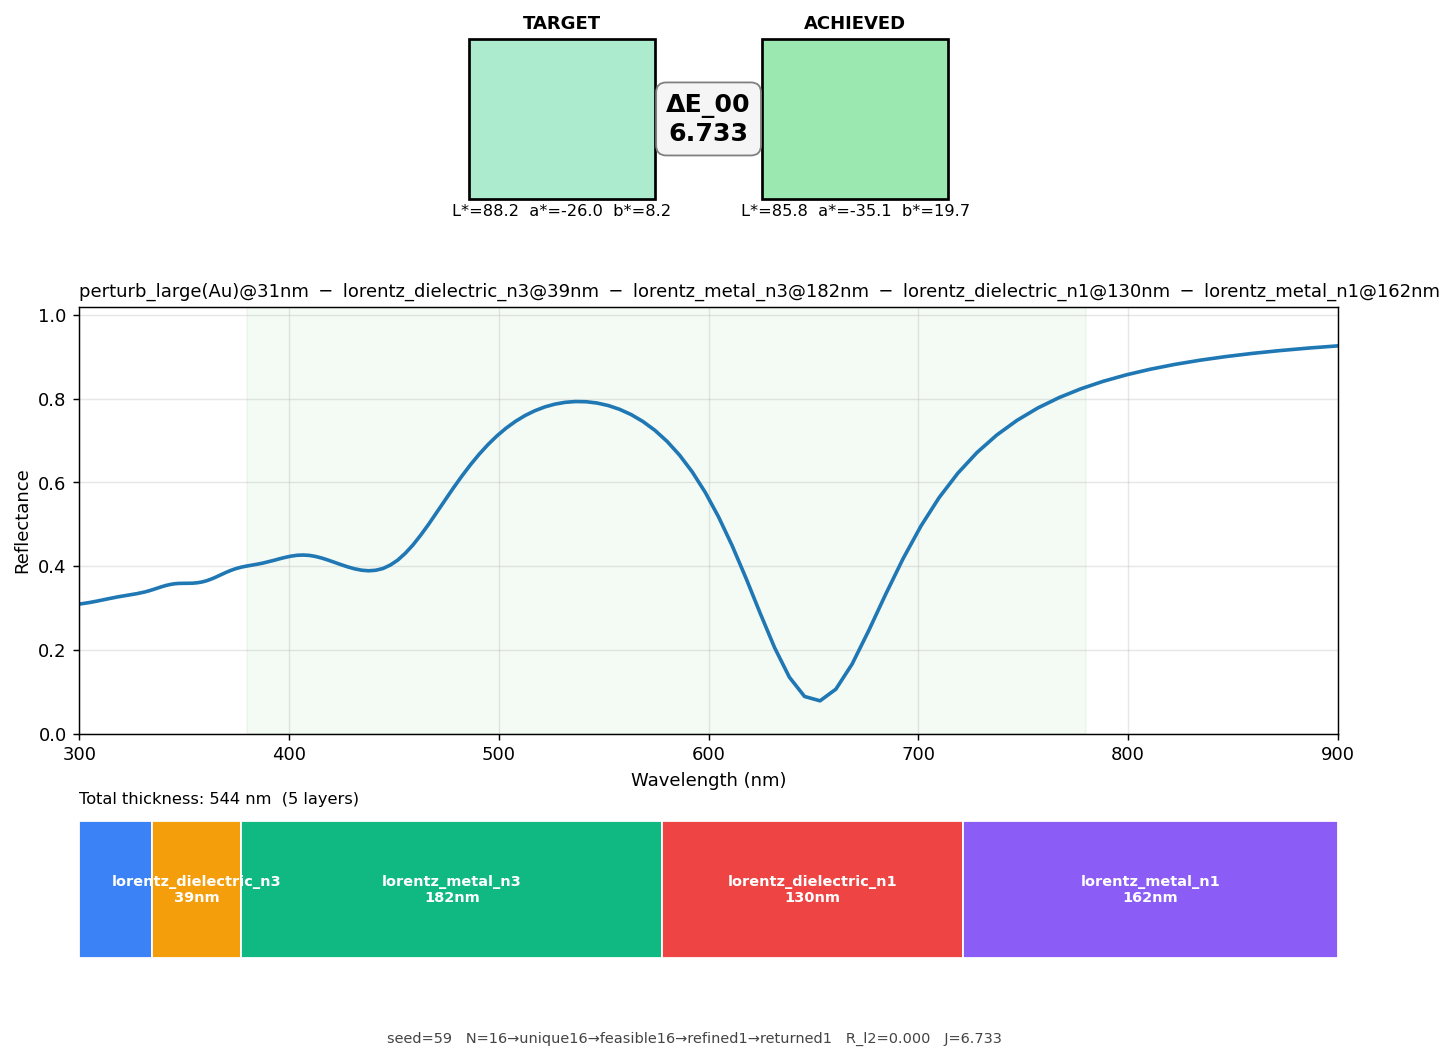 TARGET
ACHIEVED
ΔE_00
6.733
L*=88.2  a*=-26.0  b*=8.2
L*=85.8  a*=-35.1  b*=19.7
perturb_large(Au)@31nm − lorentz_dielectric_n3@39nm − lorentz_metal_n3@182nm − lorentz_dielectric_n1@130nm − lorentz_metal_n1@162nm
1.0
0.8
0.6
0.4
0.2
0.0
Reflectance
300 400 500 600 700 800 900
Wavelength (nm)
Total thickness: 544 nm  (5 layers)
lorentz_dielectric_n3
39nm
lorentz_metal_n3
182nm
lorentz_dielectric_n1
130nm
lorentz_metal_n1
162nm
seed=59   N=16→unique16→feasible16→refined1→returned1   R_l2=0.000   J=6.733